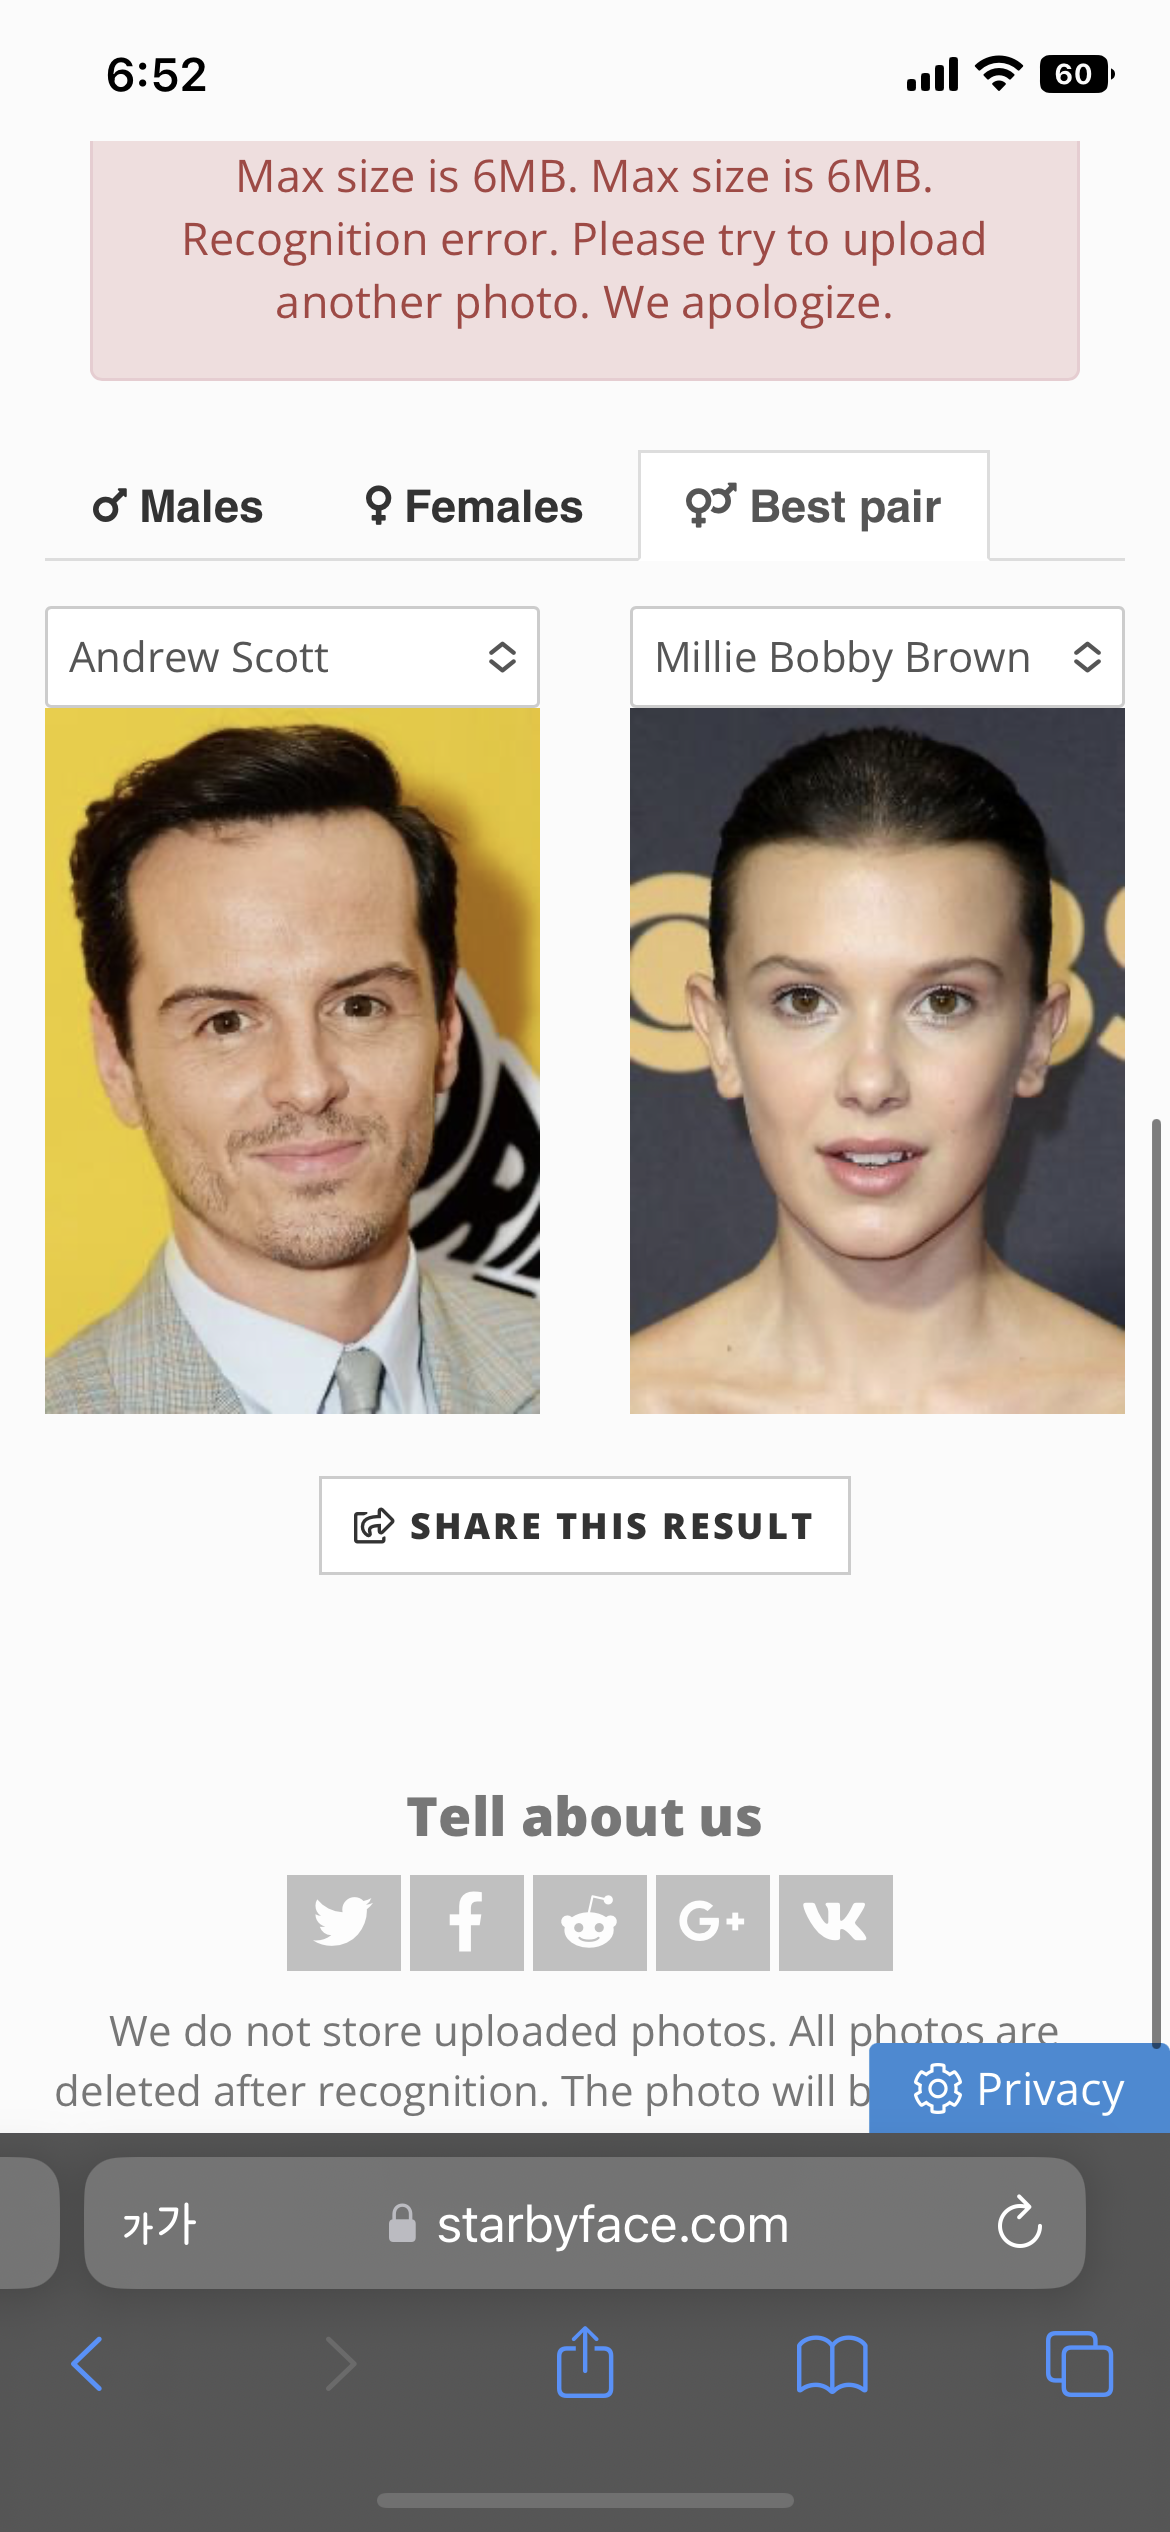 6:52
60
Max size is 6MB. Max size is 6MB.
Recognition error. Please try to upload
another photo. We apologize.
Males
Females
Best pair
Andrew Scott
Millie Bobby Brown
SHARE THIS RESULT
Tell about us
We do not store uploaded photos. All photos are
deleted after recognition. The photo will
Privacy
가가
starbyface.com